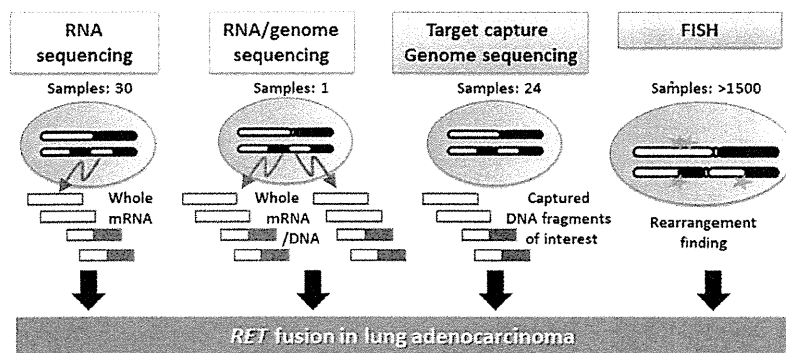 RNA
sequencing
Samples: 30
Whole
mRNA
RNA/genome
sequencing
Samples: 1
Whole
mRNA
/DNA
Target capture
Genome sequencing
Samples: 24
Captured
DNA fragments
of interest
FISH
Samples: >1500
Rearrangement
finding
RET fusion in lung adenocarcinoma